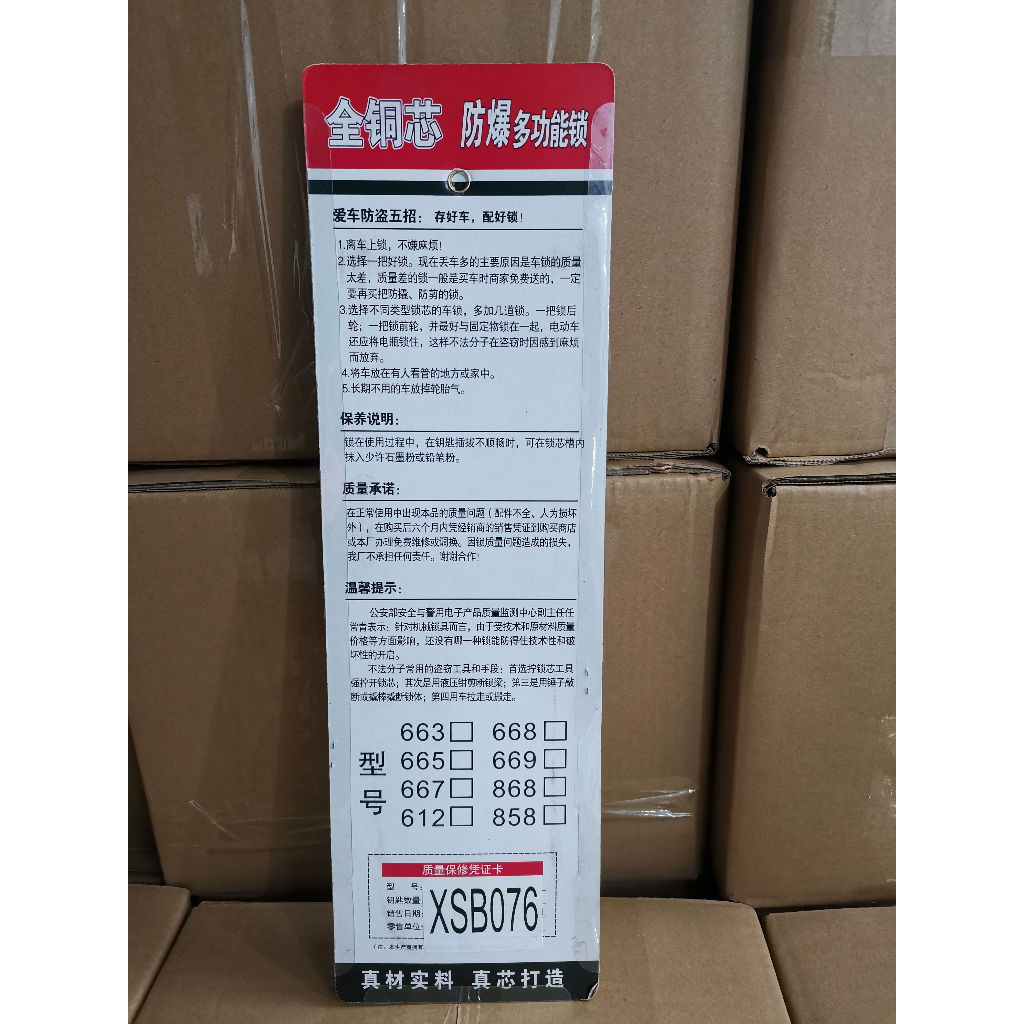 全铜芯 防爆多功能锁
爱车防盗五招：存好车，配好锁！
1.离车上锁，不嫌麻烦！
2.选择一把好锁。现在丢车多的主要原因是车锁的质量
太差，质量差的锁一般是买车时商家免费送的，一定
要再买把防撬、防剪的锁。
3.选择不同类型锁芯的车锁，多加几道锁。一把锁后
轮；一把锁前轮，并最好与固定物锁在一起，电动车
还应将电瓶锁住，这样不法分子在盗窃时因感到麻烦
而放弃。
4.将车放在有人看管的地方或家中。
5.长期不用的车放掉轮胎气。
保养说明：
锁在使用过程中，在钥匙插拔不顺畅时，可在锁芯槽内
抹入少许石墨粉或铅笔粉。
质量承诺：
在正常使用中出现本品的质量问题（配件不全、人为损坏
外），在购买后六个月内凭经销商的销售凭证到购买商店
或本厂办理免费维修或调换。因锁质量问题造成的损失，
我厂不承担任何责任。谢谢合作！
温馨提示：
公安部安全与警用电子产品质量监测中心副主任任
常青表示：针对机械锁具而言，由于受技术和原材料质量
价格等方面影响，还没有哪一种锁能防得住技术性和破
坏性的开启。
不法分子常用的盗窃工具和手段：首选拧锁芯工具
强拧开锁芯；其次是用液压钳剪断锁梁；第三是用锤子敲
断或撬棒撬断锁体；第四用车拉走或搬走。
型号
663 668
665 669
667 868
612 858
质量保修凭证卡
型 号：
钥匙数量
销售日期：
零售单位：
XSB076
真材实料 真芯打造